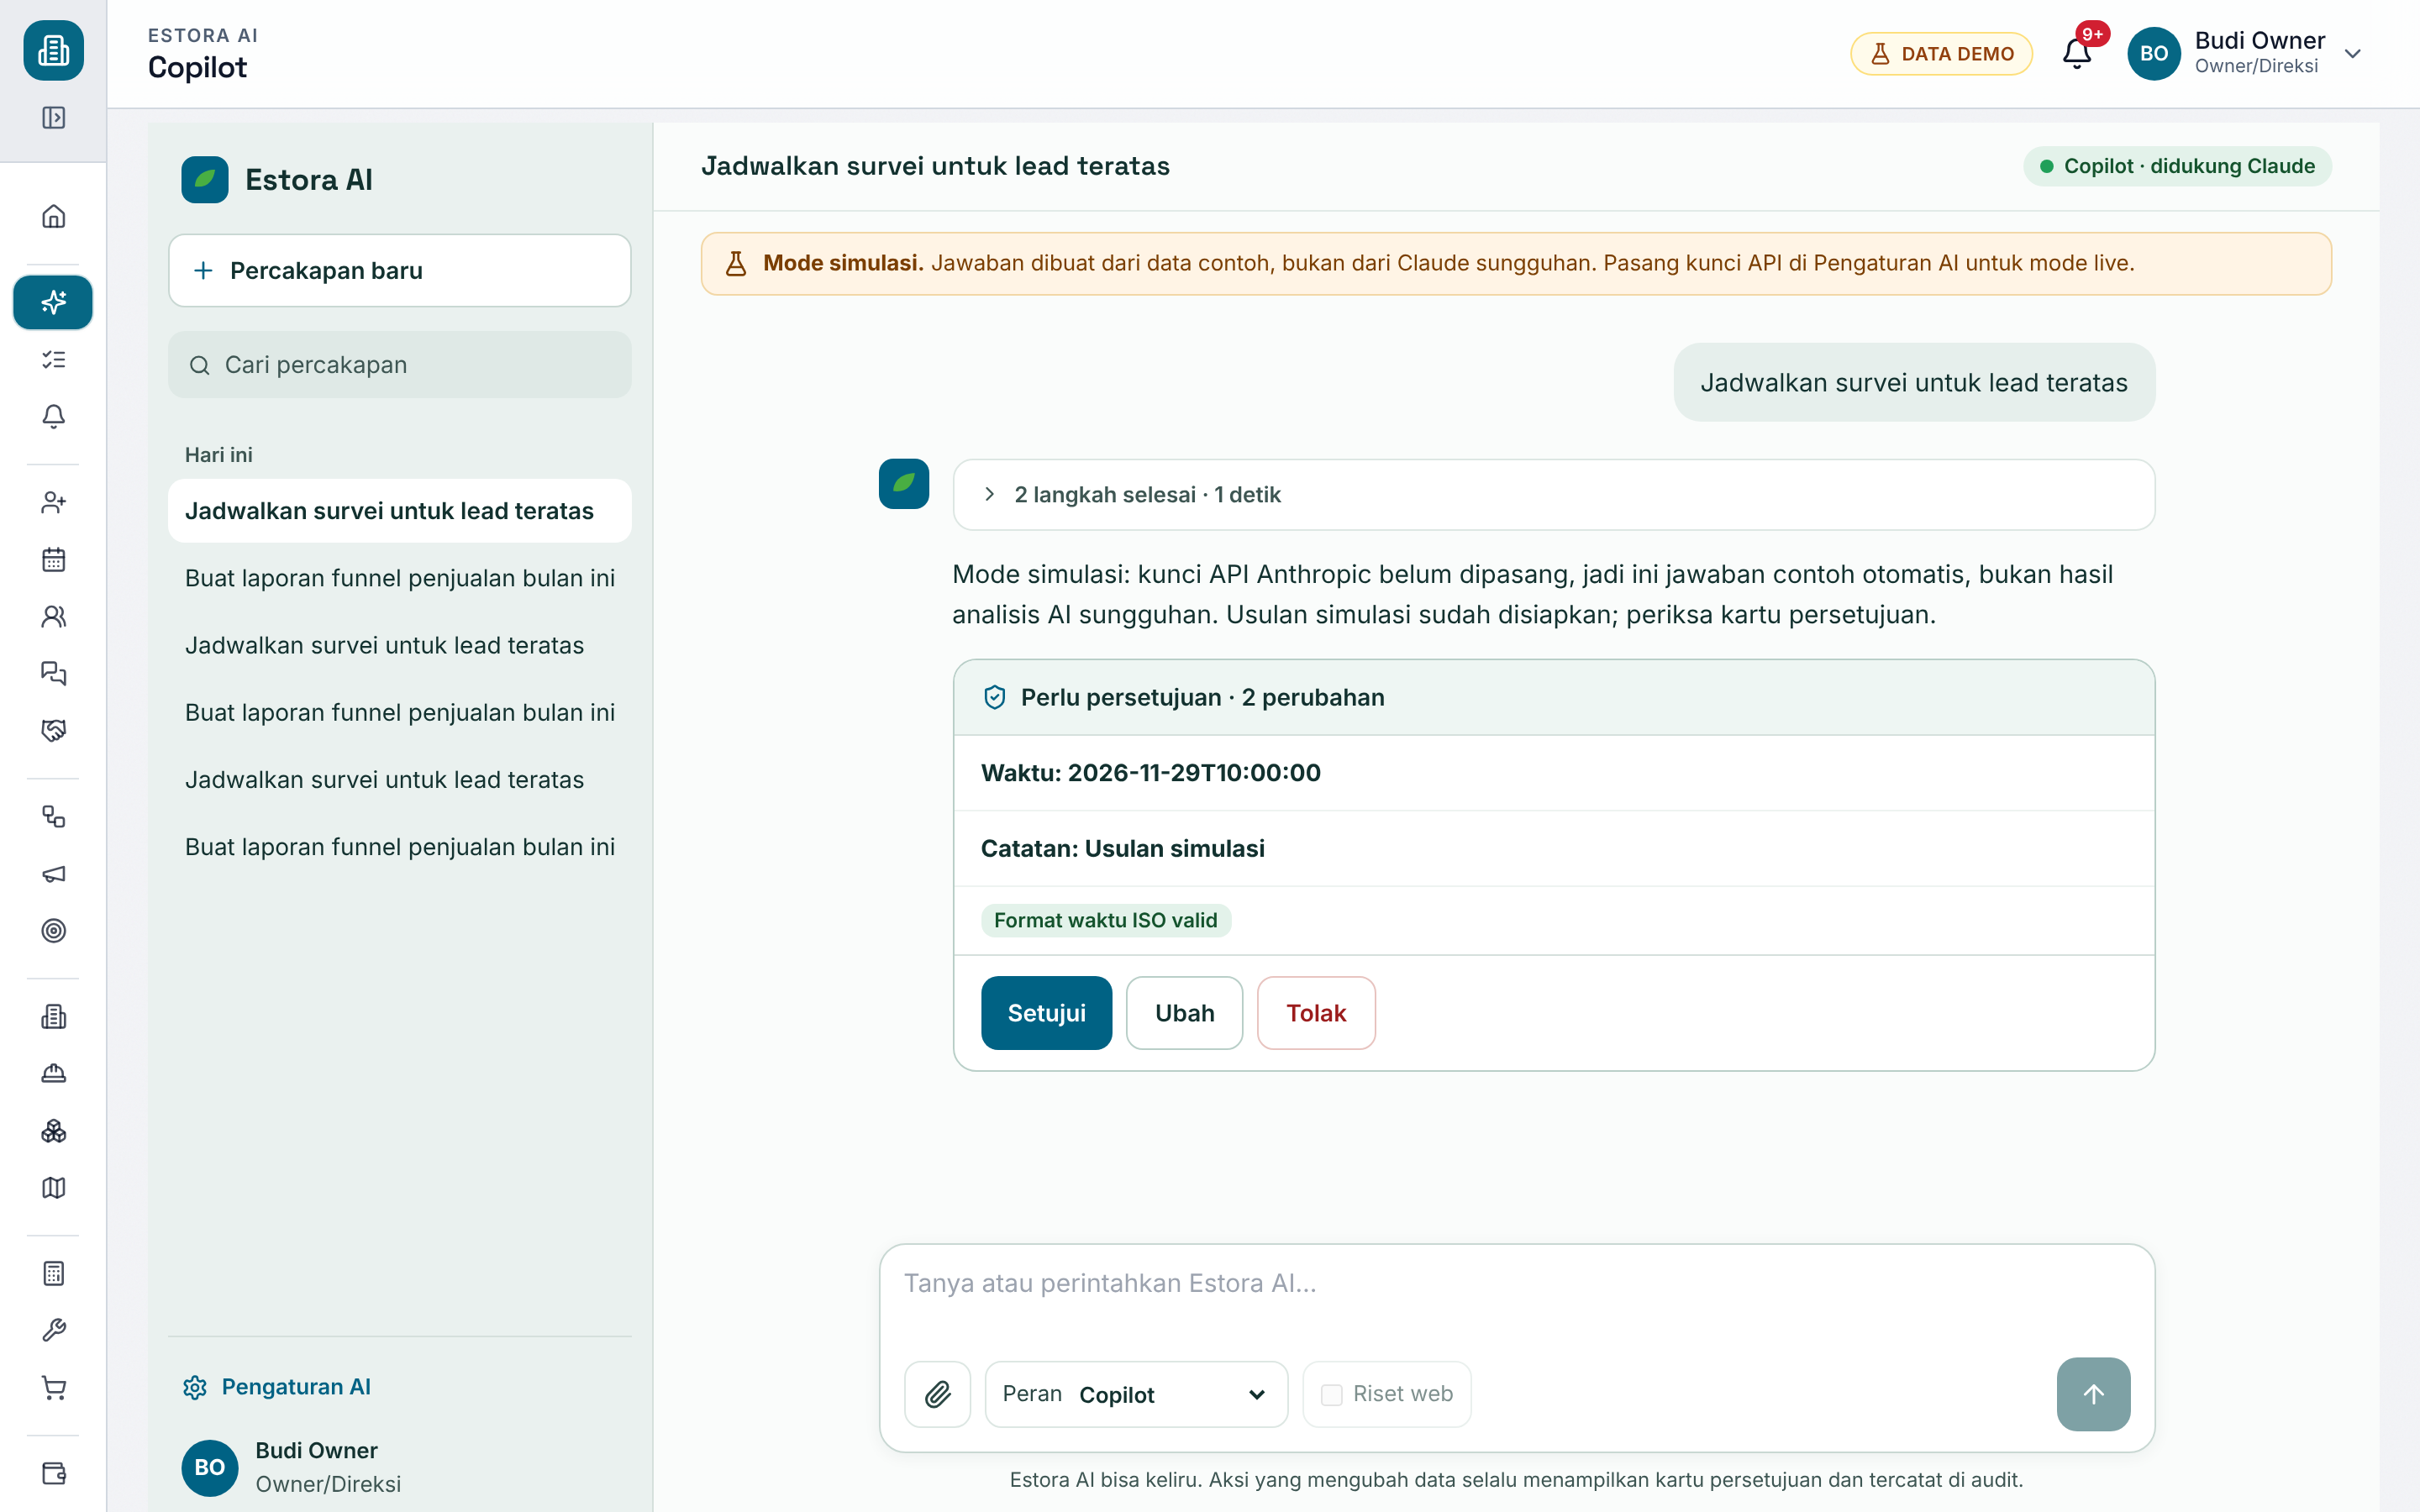 ESTORA AI
Copilot
DATA DEMO
9+
BO
Budi Owner
Owner/Direksi
Estora AI
Percakapan baru
Cari percakapan
Hari ini
Jadwalkan survei untuk lead teratas
Buat laporan funnel penjualan bulan ini
Jadwalkan survei untuk lead teratas
Buat laporan funnel penjualan bulan ini
Jadwalkan survei untuk lead teratas
Buat laporan funnel penjualan bulan ini
Pengaturan AI
BO
Budi Owner
Owner/Direksi
Jadwalkan survei untuk lead teratas
Copilot · didukung Claude
Mode simulasi. Jawaban dibuat dari data contoh, bukan dari Claude sungguhan. Pasang kunci API di Pengaturan AI untuk mode live.
Jadwalkan survei untuk lead teratas
2 langkah selesai · 1 detik
Mode simulasi: kunci API Anthropic belum dipasang, jadi ini jawaban contoh otomatis, bukan hasil
analisis AI sungguhan. Usulan simulasi sudah disiapkan; periksa kartu persetujuan.
Perlu persetujuan · 2 perubahan
Waktu: 2026-11-29T10:00:00
Catatan: Usulan simulasi
Format waktu ISO valid
Setujui
Ubah
Tolak
Tanya atau perintahkan Estora AI...
Peran Copilot
Riset web
Estora AI bisa keliru. Aksi yang mengubah data selalu menampilkan kartu persetujuan dan tercatat di audit.